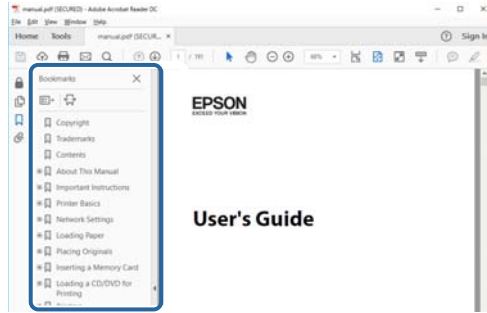 manual.pdf (SECURED) - Adobe Acrobat Reader DC
File Edit View Window Help
Home Tools manual.pdf (SECUR... × Sign In
1 / 191
Bookmarks ×
Copyright
Trademarks
Contents
About This Manual
Important Instructions
Printer Basics
Network Settings
Loading Paper
Placing Originals
Inserting a Memory Card
Loading a CD/DVD for
Printing
EPSON
EXCEED YOUR VISION
User's Guide